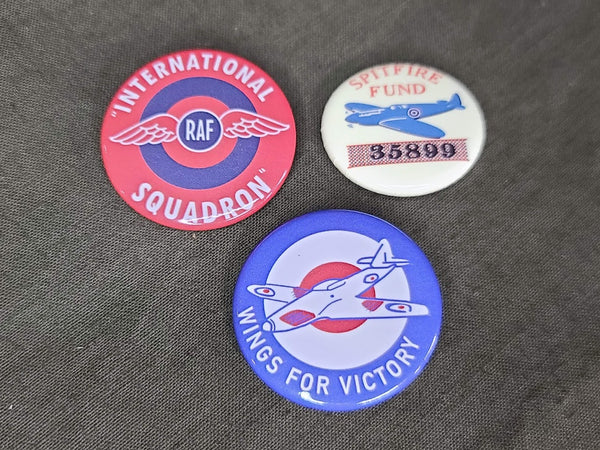 "INTERNATIONAL
RAF
SQUADRON"
SPITFIRE
FUND
35899
WINGS FOR VICTORY